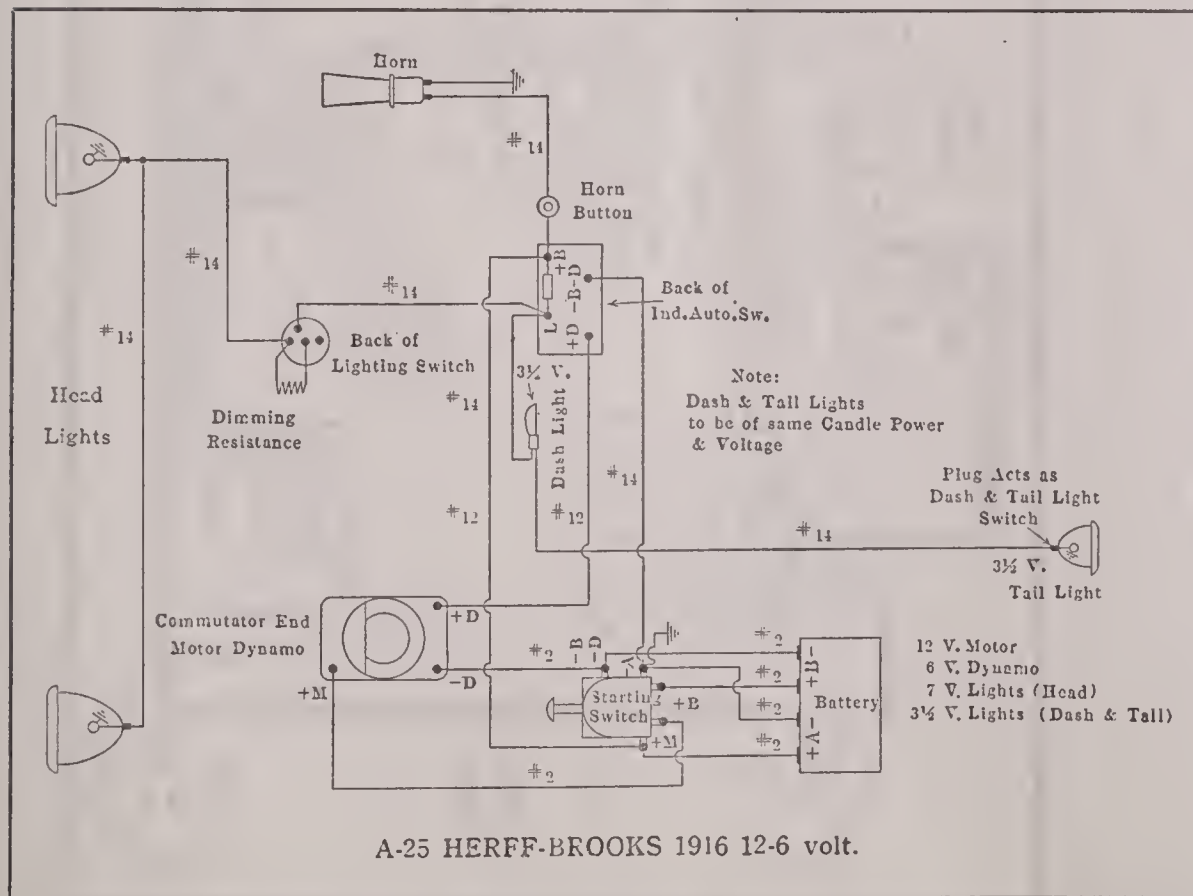 Horn
#14
Horn
Button
+B
-B-D
L
+D
Back of
Ind.Auto.Sw.
#14
#14
#14
Head
Lights
Back of
Lighting Switch
Dimming
Resistance
3½ V.
Dash Light
#14
#12
#12
#14
Note:
Dash & Tail Lights
to be of same Candle Power
& Voltage
Plug Acts as
Dash & Tail Light
Switch
#14
3½ V.
Tail Light
Commutator End
Motor Dynamo
+D
-D
+M
#2
-B
-D
-A
Starting
Switch
+B
+M
#2
#2
#2
#2
#2
+B-
+A-
Battery
12 V. Motor
6 V. Dynamo
7 V. Lights (Head)
3½ V. Lights (Dash & Tail)
A-25 HERFF-BROOKS 1916 12-6 volt.